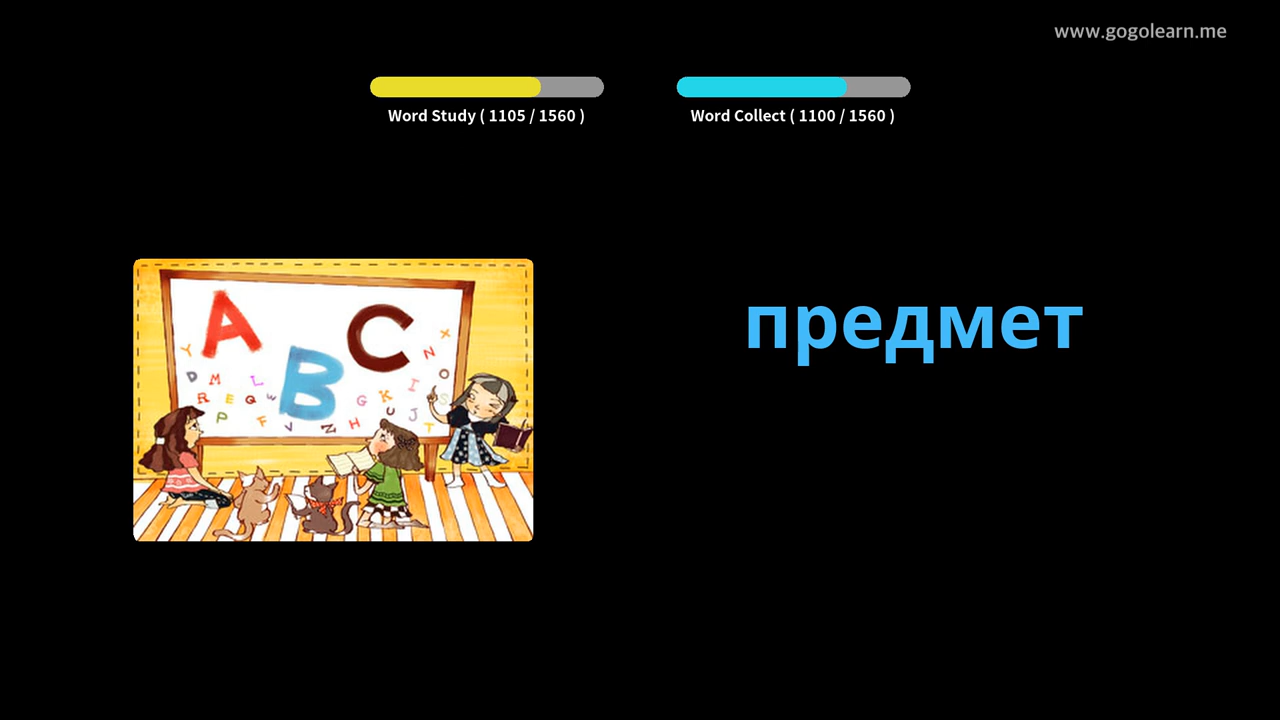 www.gogolearn.me
Word Study ( 1105 / 1560 )
Word Collect ( 1100 / 1560 )
предмет
A
B
C
X
Y
N
D M L I O
R E Q W G K S
P F V Z H U J T